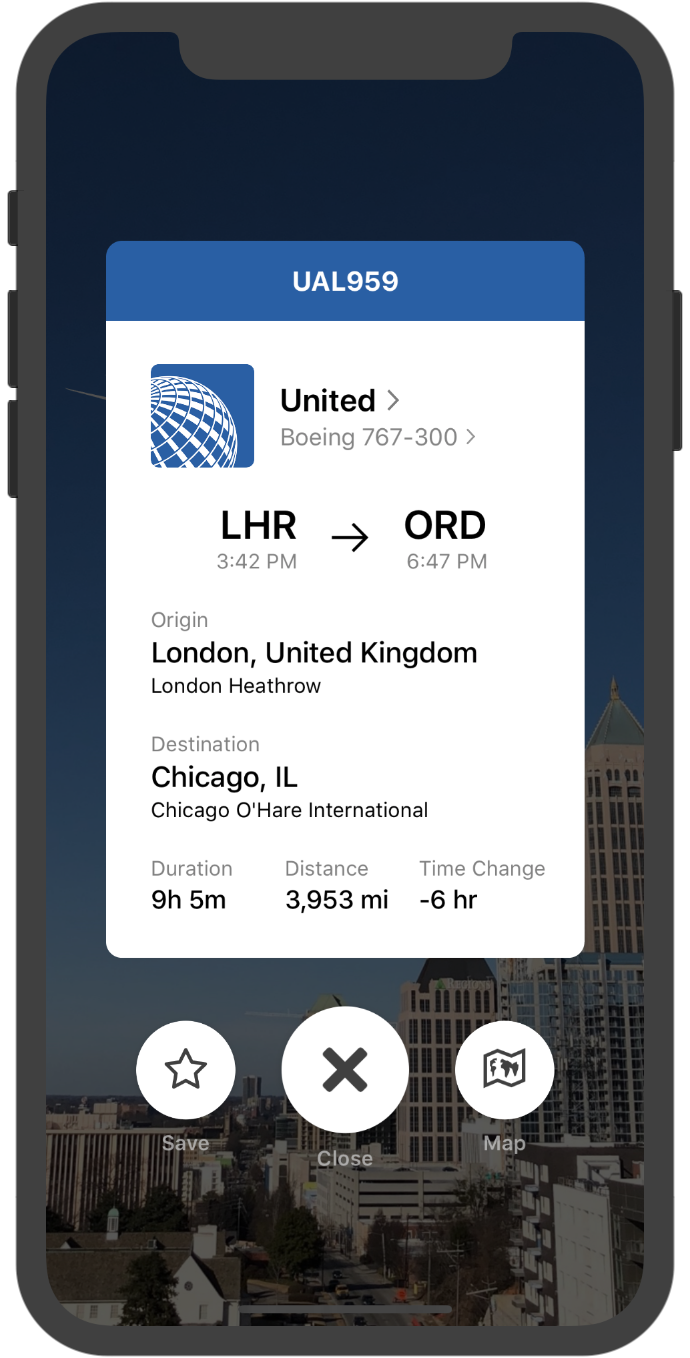 UAL959
United
Boeing 767-300
LHR ORD
3:42 PM 6:47 PM
Origin
London, United Kingdom
London Heathrow
Destination
Chicago, IL
Chicago O'Hare International
Duration Distance Time Change
9h 5m 3,953 mi -6 hr
Save Close Map